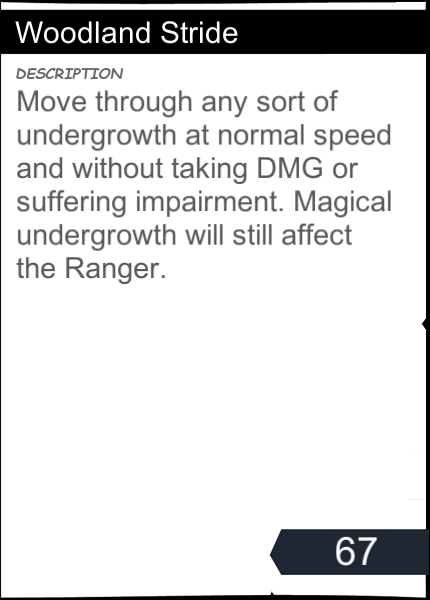 Woodland Stride
DESCRIPTION
Move through any sort of
undergrowth at normal speed
and without taking DMG or
suffering impairment. Magical
undergrowth will still affect
the Ranger.
67